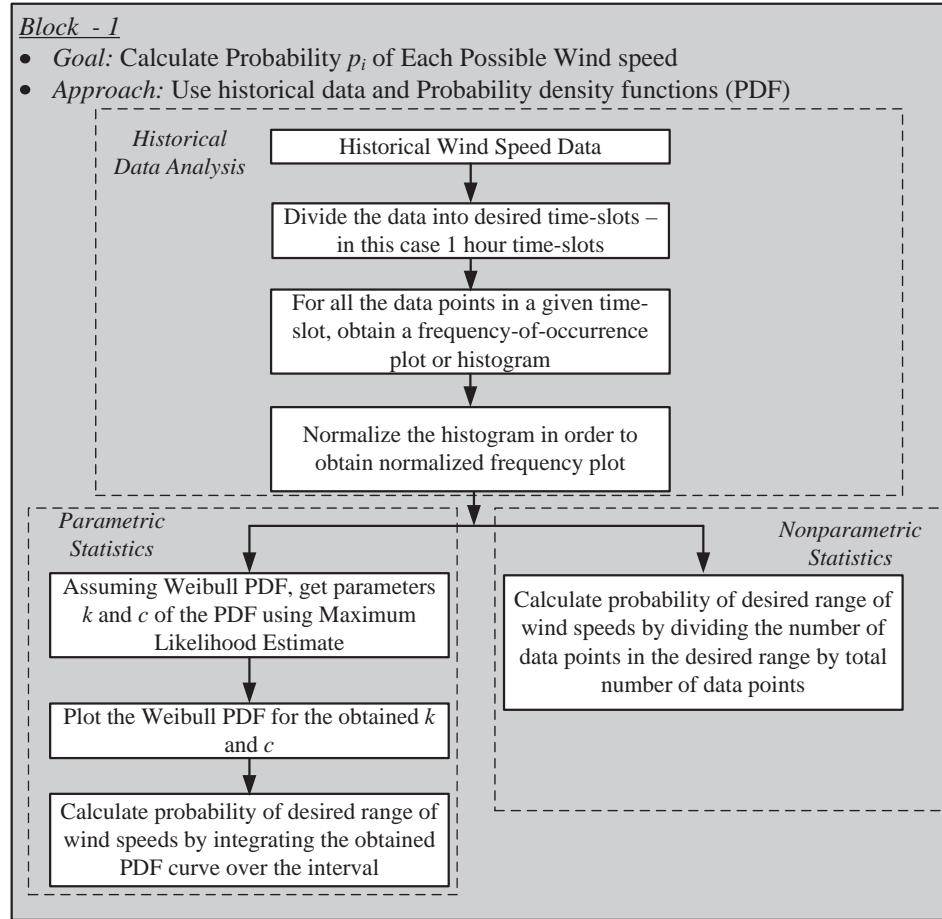 Block - 1
• Goal: Calculate Probability pᵢ of Each Possible Wind speed
• Approach: Use historical data and Probability density functions (PDF)
Historical
Data Analysis
Historical Wind Speed Data
Divide the data into desired time-slots –
in this case 1 hour time-slots
For all the data points in a given time-
slot, obtain a frequency-of-occurrence
plot or histogram
Normalize the histogram in order to
obtain normalized frequency plot
Parametric
Statistics
Assuming Weibull PDF, get parameters
k and c of the PDF using Maximum
Likelihood Estimate
Plot the Weibull PDF for the obtained k
and c
Calculate probability of desired range of
wind speeds by integrating the obtained
PDF curve over the interval
Nonparametric
Statistics
Calculate probability of desired range of
wind speeds by dividing the number of
data points in the desired range by total
number of data points